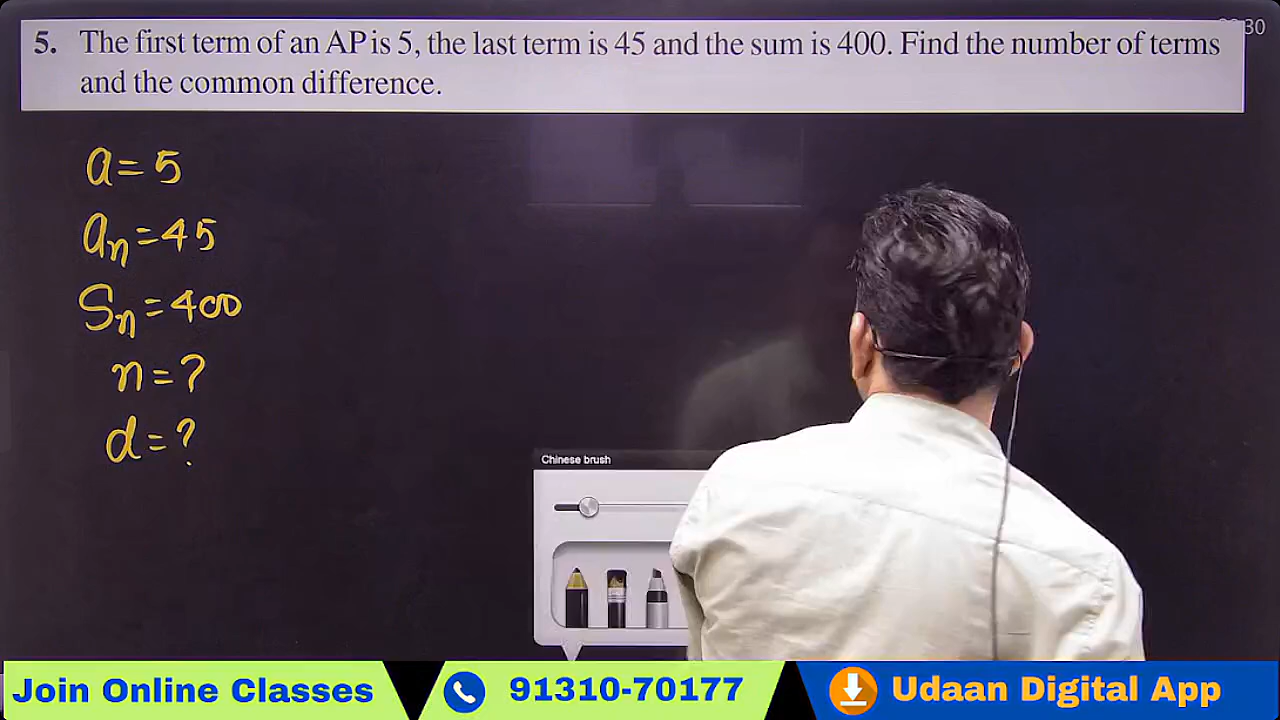 30
5. The first term of an AP is 5, the last term is 45 and the sum is 400. Find the number of terms
and the common difference.
a = 5
aₙ = 45
Sₙ = 400
n = ?
d = ?
Chinese brush
Join Online Classes
91310-70177
Udaan Digital App